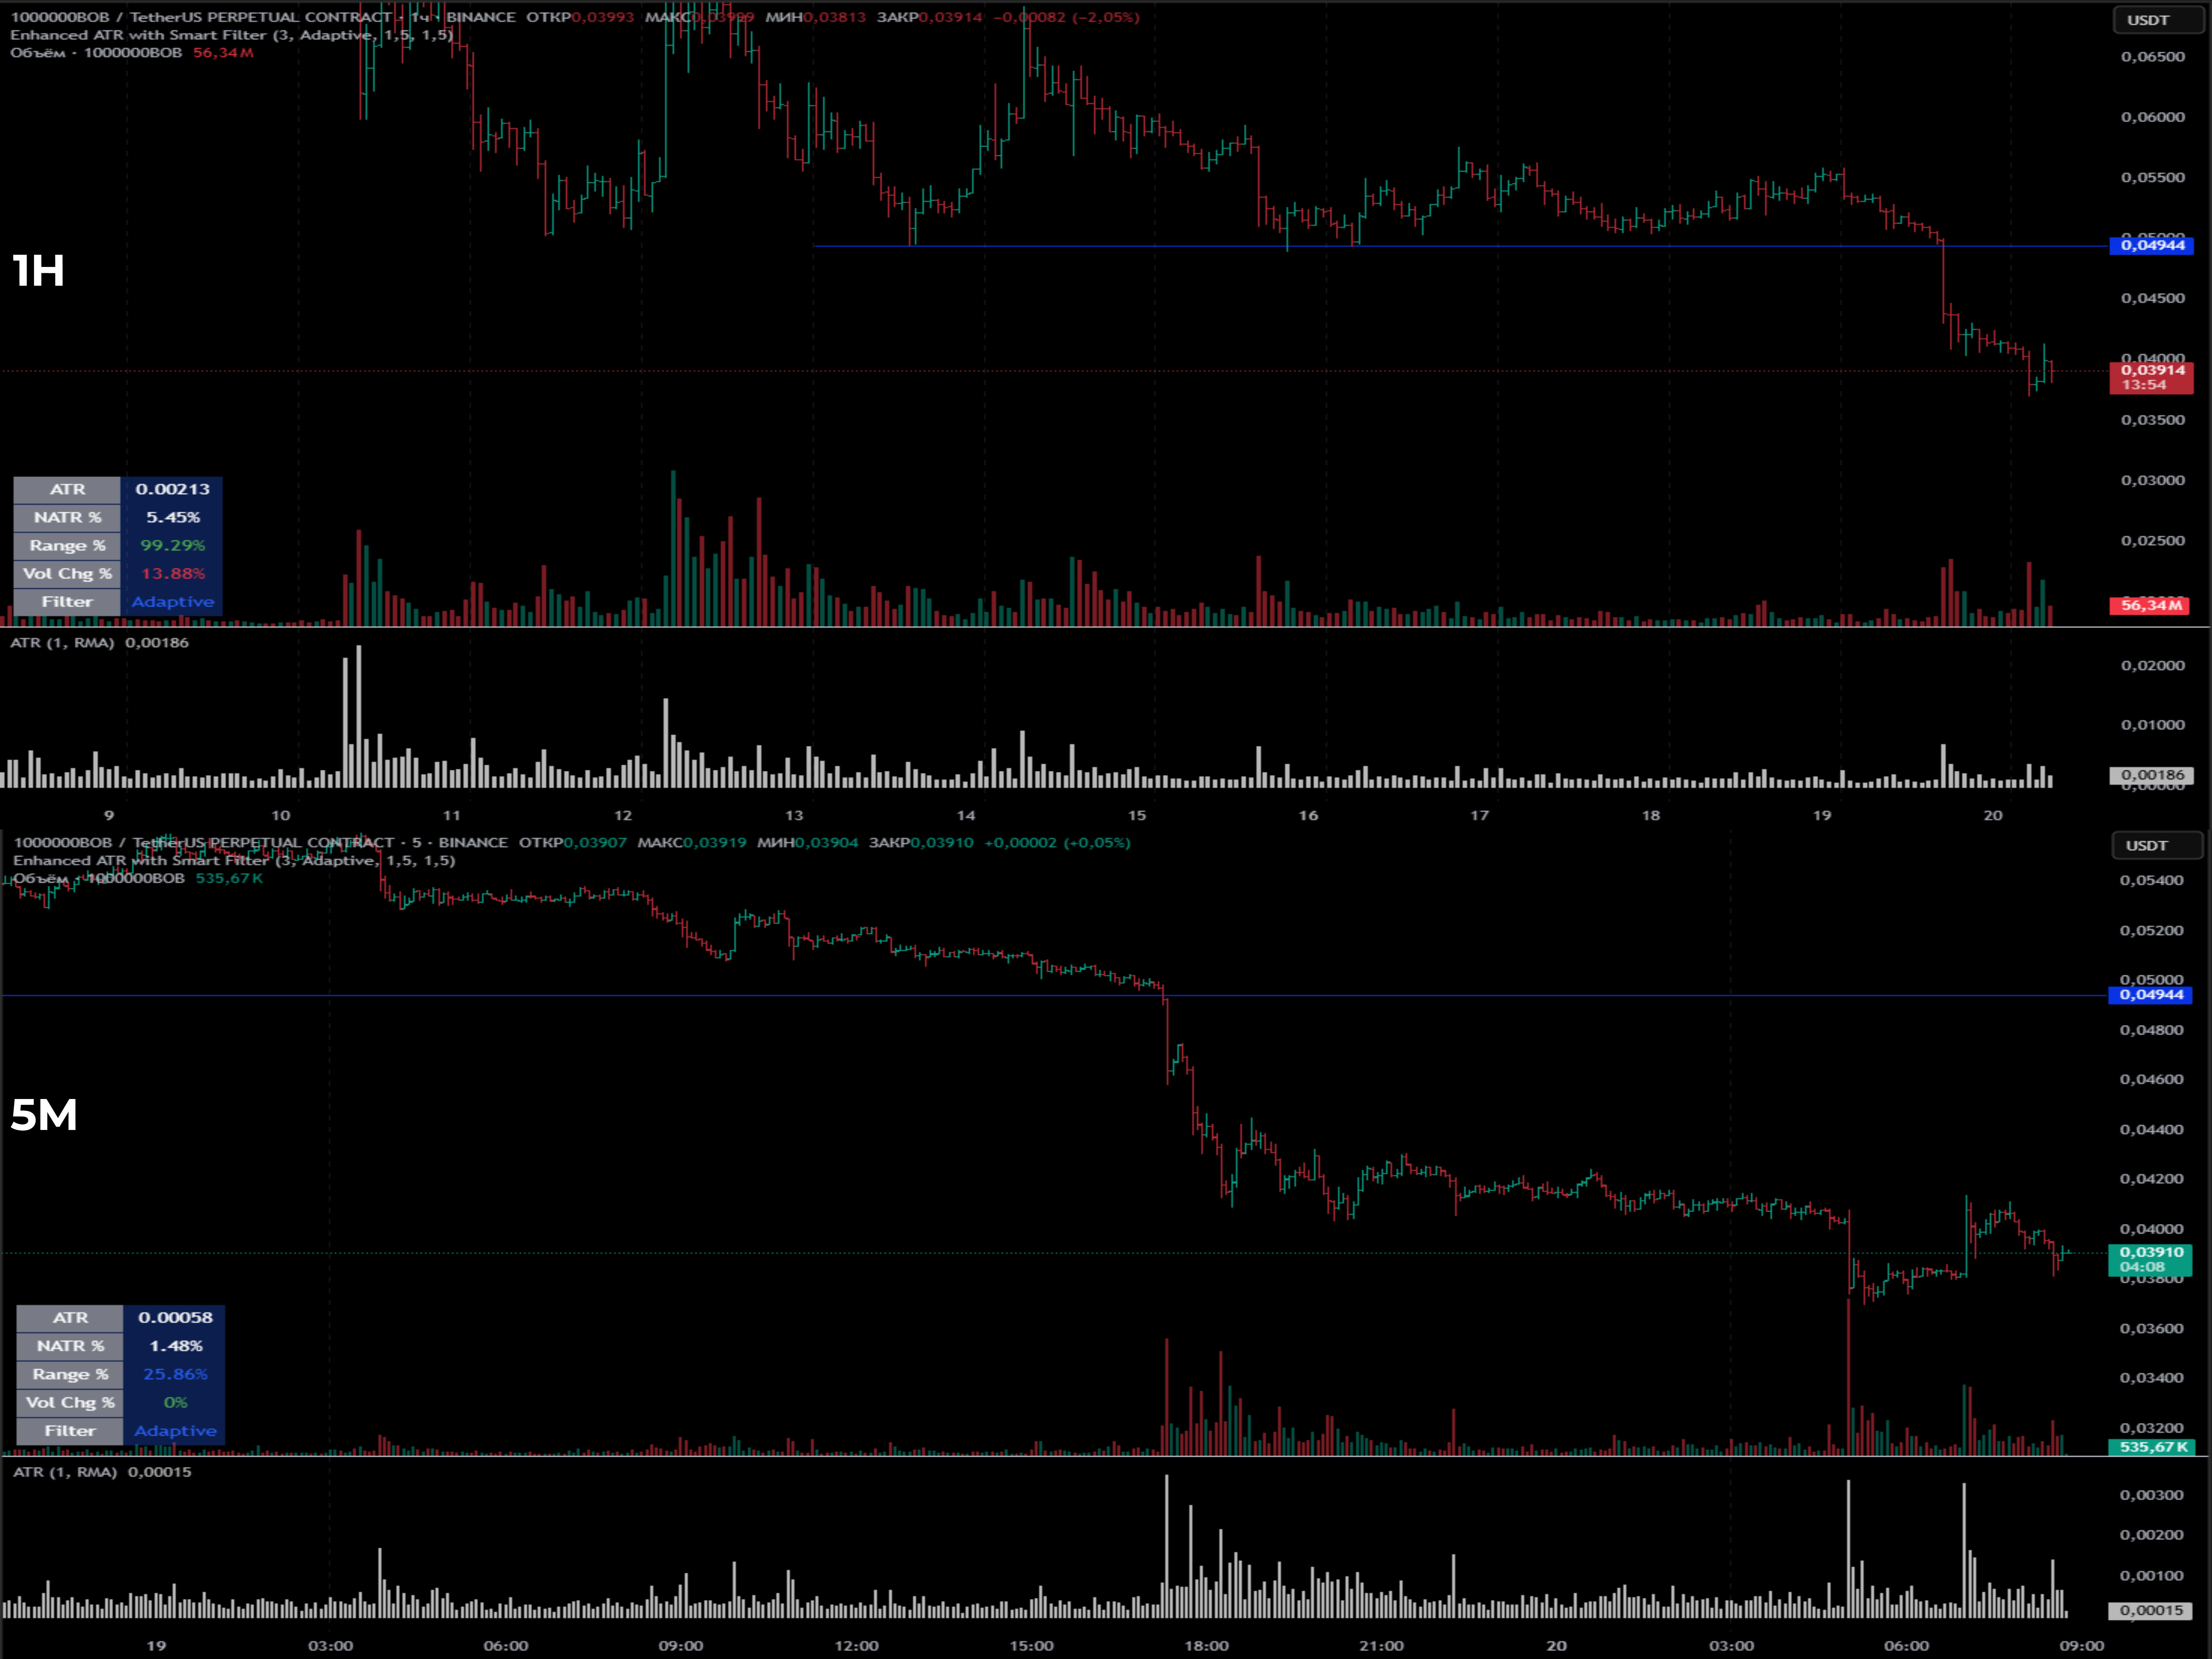 1000000BOB / TetherUS PERPETUAL CONTRACT · 1ч · BINANCE ОТКР0,03993 МАКС0,03999 МИН0,03813 ЗАКР0,03914 −0,00082 (−2,05%)
USDT
Enhanced ATR with Smart Filter (3, Adaptive, 1,5, 1,5)
Объём · 1000000BOB 56,34 M
0,06500
0,06000
0,05500
0,05000
0,04944
1H
0,04500
0,04000
0,03914
13:54
0,03500
0,03000
0,02500
ATR 0.00213
NATR % 5.45%
Range % 99.29%
Vol Chg % 13.88%
Filter Adaptive
56,34 M
ATR (1, RMA) 0,00186
0,02000
0,01000
0,00186
0,00000
9 10 11 12 13 14 15 16 17 18 19 20
1000000BOB / TetherUS PERPETUAL CONTRACT · 5 · BINANCE ОТКР0,03907 МАКС0,03919 МИН0,03904 ЗАКР0,03910 +0,00002 (+0,05%)
USDT
Enhanced ATR with Smart Filter (3, Adaptive, 1,5, 1,5)
Объём · 1000000BOB 535,67 K
0,05400
0,05200
0,05000
0,04944
0,04800
0,04600
5M
0,04400
0,04200
0,04000
0,03910
04:08
0,03800
0,03600
0,03400
0,03200
ATR 0.00058
NATR % 1.48%
Range % 25.86%
Vol Chg % 0%
Filter Adaptive
535,67 K
ATR (1, RMA) 0,00015
0,00300
0,00200
0,00100
0,00015
19 03:00 06:00 09:00 12:00 15:00 18:00 21:00 20 03:00 06:00 09:00